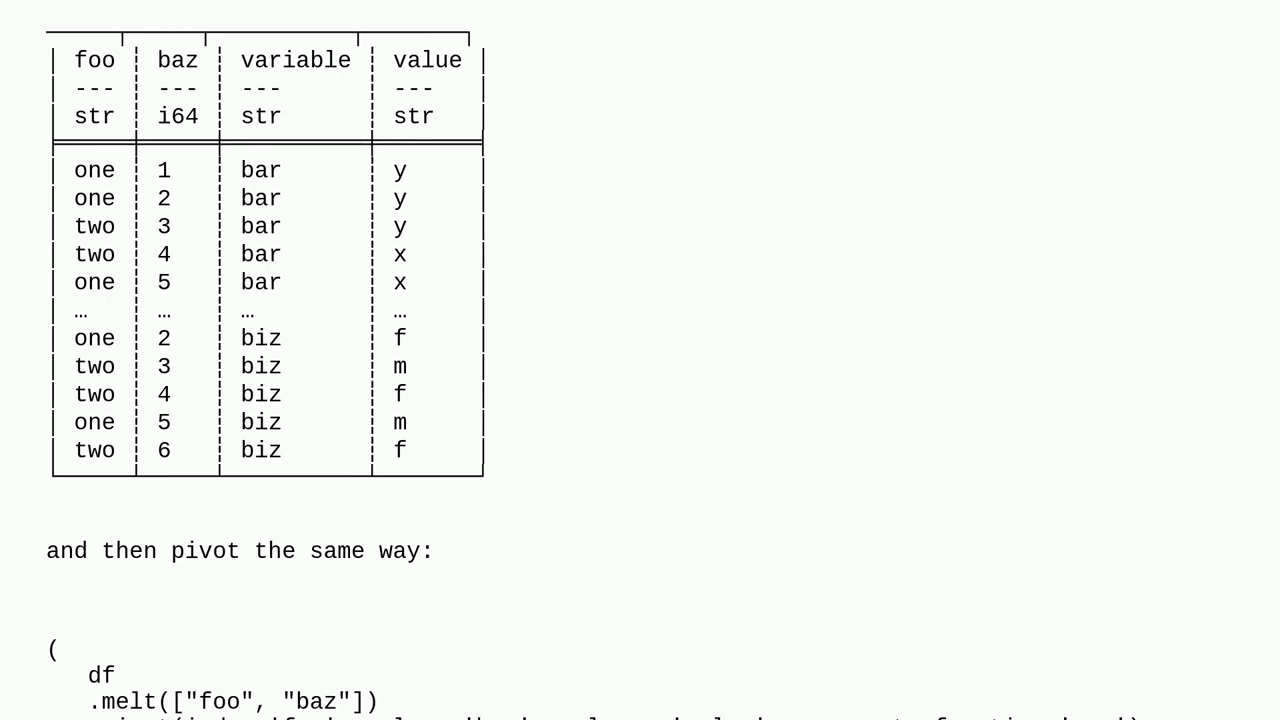 foo baz variable value
--- --- --- ---
str i64 str str
one 1 bar y
one 2 bar y
two 3 bar y
two 4 bar x
one 5 bar x
… … … …
one 2 biz f
two 3 biz m
two 4 biz f
one 5 biz m
two 6 biz f
and then pivot the same way:
(
df
.melt(["foo", "baz"])